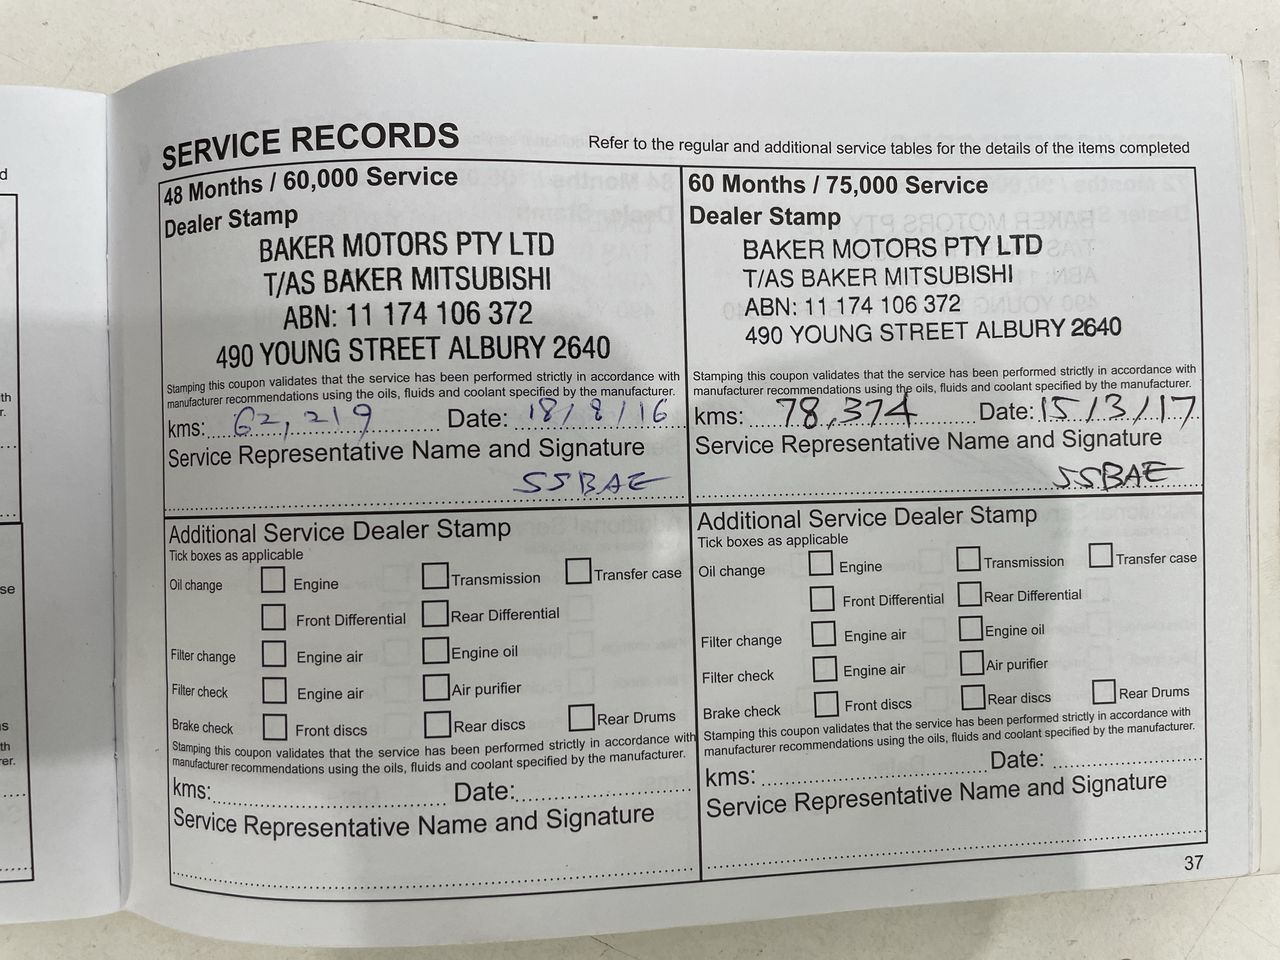 SERVICE RECORDS
Refer to the regular and additional service tables for the details of the items completed
48 Months / 60,000 Service
Dealer Stamp
BAKER MOTORS PTY LTD
T/AS BAKER MITSUBISHI
ABN: 11 174 106 372
490 YOUNG STREET ALBURY 2640
Stamping this coupon validates that the service has been performed strictly in accordance with
manufacturer recommendations using the oils, fluids and coolant specified by the manufacturer.
kms: 62,219 Date: 18/8/16
Service Representative Name and Signature
SSBAE
Additional Service Dealer Stamp
Tick boxes as applicable
Oil change Engine Transmission Transfer case
Front Differential Rear Differential
Filter change Engine air Engine oil
Filter check Engine air Air purifier
Brake check Front discs Rear discs Rear Drums
Stamping this coupon validates that the service has been performed strictly in accordance with
manufacturer recommendations using the oils, fluids and coolant specified by the manufacturer.
kms: Date:
Service Representative Name and Signature
60 Months / 75,000 Service
Dealer Stamp
BAKER MOTORS PTY LTD
T/AS BAKER MITSUBISHI
ABN: 11 174 106 372
490 YOUNG STREET ALBURY 2640
Stamping this coupon validates that the service has been performed strictly in accordance with
manufacturer recommendations using the oils, fluids and coolant specified by the manufacturer.
kms: 78,374 Date: 15/3/17
Service Representative Name and Signature
SSBAE
Additional Service Dealer Stamp
Tick boxes as applicable
Oil change Engine Transmission Transfer case
Front Differential Rear Differential
Filter change Engine air Engine oil
Filter check Engine air Air purifier
Brake check Front discs Rear discs Rear Drums
Stamping this coupon validates that the service has been performed strictly in accordance with
manufacturer recommendations using the oils, fluids and coolant specified by the manufacturer.
kms: Date:
Service Representative Name and Signature
37